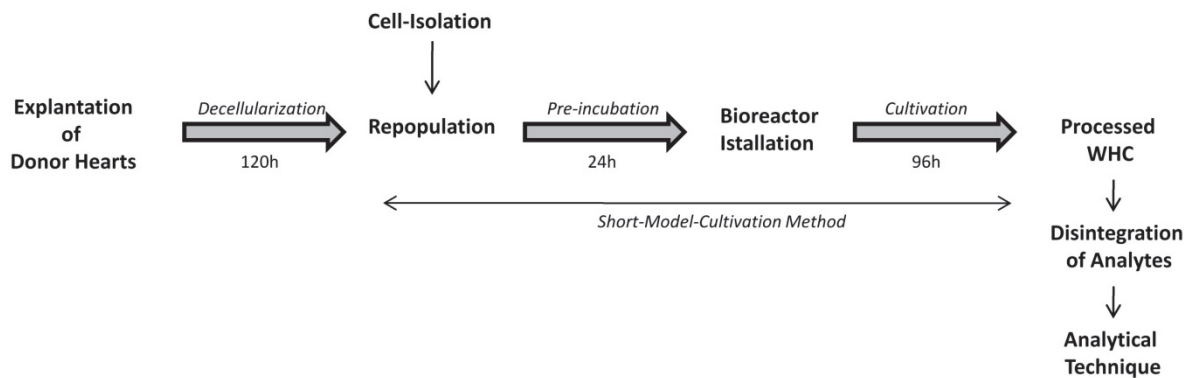 Cell-Isolation
Explantation
of
Donor Hearts
Decellularization
120h
Repopulation
Pre-incubation
24h
Bioreactor
Istallation
Cultivation
96h
Processed
WHC
Short-Model-Cultivation Method
Disintegration
of Analytes
Analytical
Technique